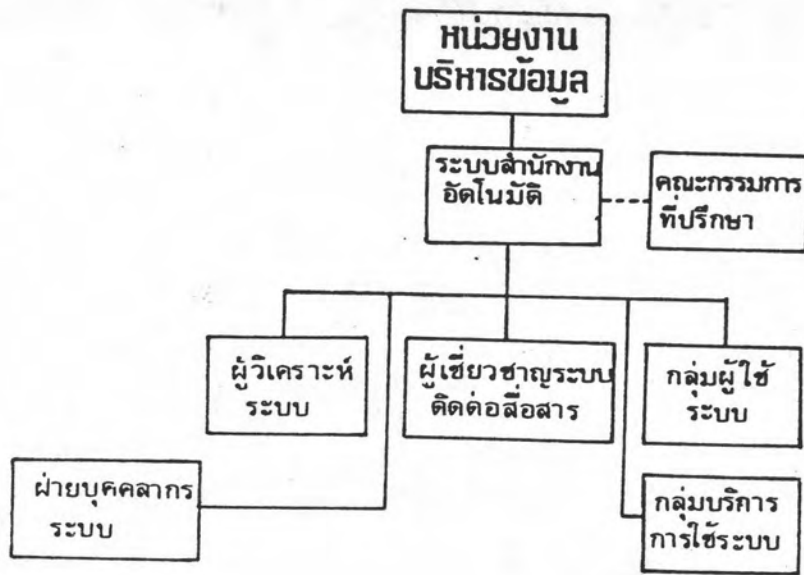 หน่วยงาน
บริหารข้อมูล
ระบบสำนักงาน
อัตโนมัติ
คณะกรรมการ
ที่ปรึกษา
ผู้วิเคราะห์
ระบบ
ผู้เชี่ยวชาญระบบ
ติดต่อสื่อสาร
กลุ่มผู้ใช้
ระบบ
ฝ่ายบุคคลากร
ระบบ
กลุ่มบริการ
การใช้ระบบ